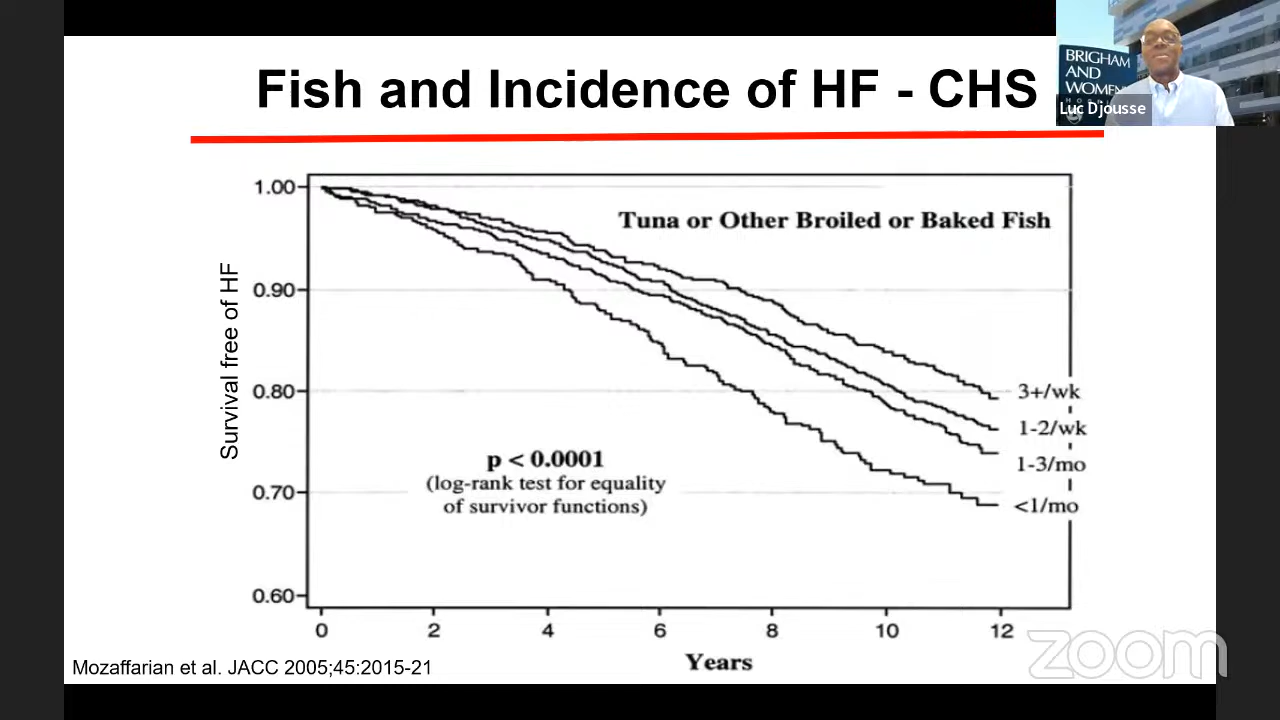 Fish and Incidence of HF - CHS
BRIGHAM
AND
WOMEN'S
Luc Djousse
Survival free of HF
1.00
0.90
0.80
0.70
0.60
Tuna or Other Broiled or Baked Fish
p < 0.0001
(log-rank test for equality
of survivor functions)
3+/wk
1-2/wk
1-3/mo
<1/mo
0 2 4 6 8 10 12
Years
Mozaffarian et al. JACC 2005;45:2015-21
zoom